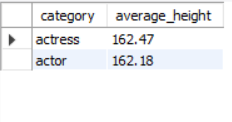 category average_height
actress 162.47
actor 162.18